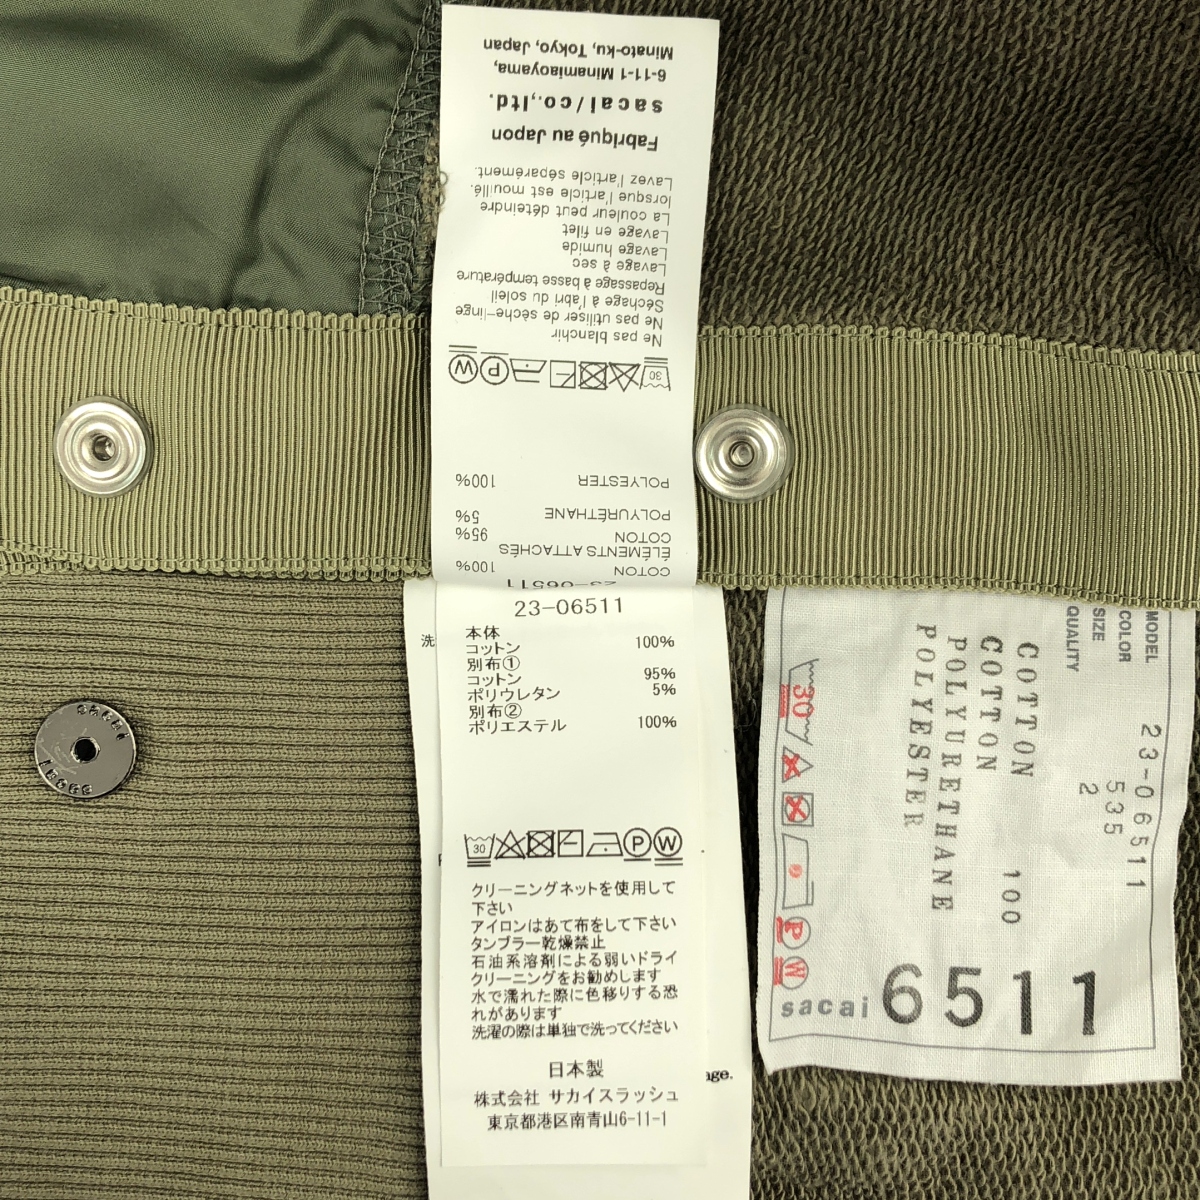 sacai/co.,ltd.
6-11-1 Minamiaoyama,
Minato-ku, Tokyo, Japan
Fabriqué au Japon
Lavez l'article séparément.
lorsque l'article est mouillé.
La couleur peut déteindre
Lavage en filet
Lavage humide
Lavage à sec
Repassage à basse température
Séchage à l'abri du soleil
Ne pas utiliser de sèche-linge
Ne pas blanchir
30
P
W
POLYESTER 100%
POLYURÉTHANE 5%
COTON 95%
ÉLÉMENTS ATTACHÉS
COTON 100%
23-06511
23-06511
本体
コットン 100%
別布①
コットン 95%
ポリウレタン 5%
別布②
ポリエステル 100%
30
P
W
クリーニングネットを使用して
下さい
アイロンはあて布をして下さい
タンブラー乾燥禁止
石油系溶剤による弱いドライ
クリーニングをお勧めします
水で濡れた際に色移りする恐
れがあります
洗濯の際は単独で洗ってください
日本製
株式会社 サカイスラッシュ
東京都港区南青山6-11-1
洗
MODEL 23-06511
COLOR 535
SIZE 2
QUALITY
COTTON 100
COTTON
POLYURETHANE
POLYESTER
30
P
W
sacai 6511
sacai